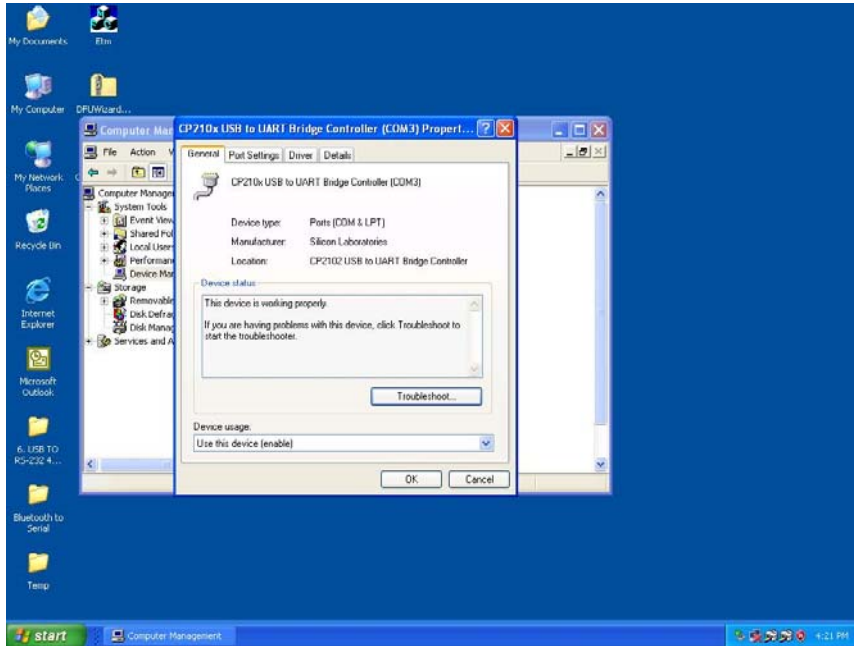 My Documents
Elm
My Computer
DFUWizard...
My Network
Places
Recycle Bin
Internet
Explorer
Microsoft
Outlook
6. USB TO
RS-232 4...
Bluetooth to
Serial
Temp
Computer Mar
File Action V
Computer Manager
System Tools
Event View
Shared Fol
Local User
Performan
Device Mar
Storage
Removable
Disk Defra
Disk Manag
Services and A
CP210x USB to UART Bridge Controller (COM3) Propert...
General Port Settings Driver Details
CP210x USB to UART Bridge Controller (COM3)
Device type: Ports (COM & LPT)
Manufacturer: Silicon Laboratories
Location: CP2102 USB to UART Bridge Controller
Device status
This device is working properly.
If you are having problems with this device, click Troubleshoot to
start the troubleshooter.
Troubleshoot...
Device usage:
Use this device (enable)
OK Cancel
start
Computer Management
4:21 PM